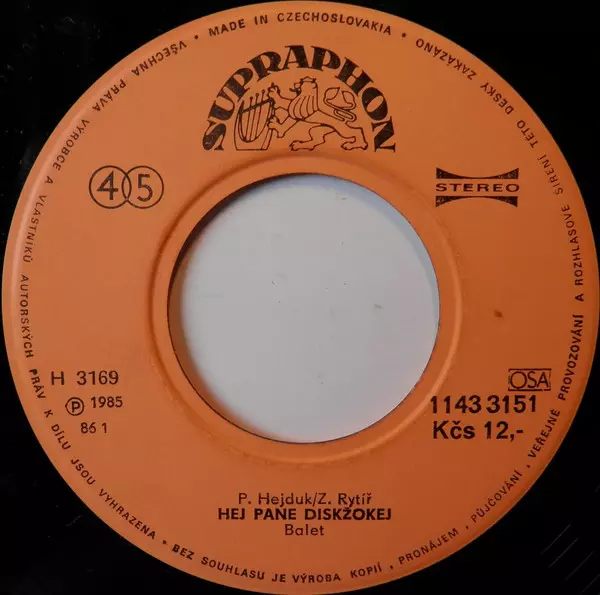 MADE IN CZECHOSLOVAKIA
VŠECHNA PRÁVA VÝROBCE A VLASTNÍKŮ AUTORSKÝCH PRÁV K DÍLU JSOU VYHRAZENA • BEZ SOUHLASU JE VÝROBA KOPIÍ, PRONÁJEM, PŮJČOVÁNÍ, VEŘEJNÉ PROVOZOVÁNÍ A ROZHLASOVÉ ŠÍŘENÍ TÉTO DESKY ZAKÁZÁNO
SUPRAPHON
45
STEREO
H 3169
Ⓟ 1985
86 1
OSA
1143 3151
Kčs 12,-
P. Hejduk/Z. Rytíř
HEJ PANE DISKŽOKEJ
Balet